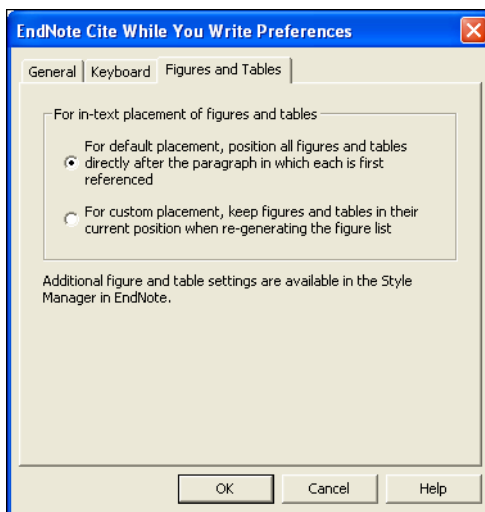 EndNote Cite While You Write Preferences
General Keyboard Figures and Tables
For in-text placement of figures and tables
For default placement, position all figures and tables
directly after the paragraph in which each is first
referenced
For custom placement, keep figures and tables in their
current position when re-generating the figure list
Additional figure and table settings are available in the Style
Manager in EndNote.
OK Cancel Help